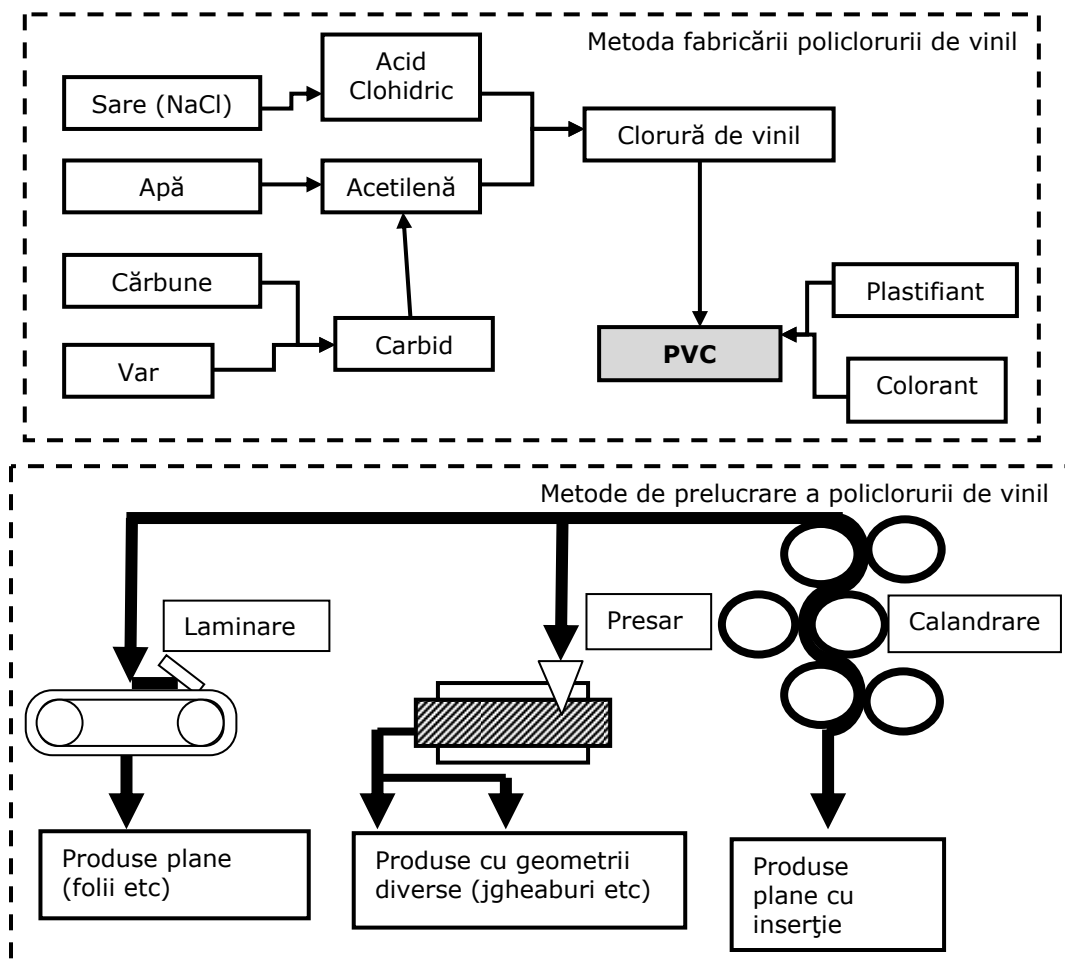 Metoda fabricării policlorurii de vinil
Acid
Clohidric
Sare (NaCl)
Clorură de vinil
Apă
Acetilenă
Cărbune
Plastifiant
Carbid
PVC
Var
Colorant
Metode de prelucrare a policlorurii de vinil
Laminare
Presar
Calandrare
Produse plane
(folii etc)
Produse cu geometrii
diverse (jgheaburi etc)
Produse
plane cu
inserţie